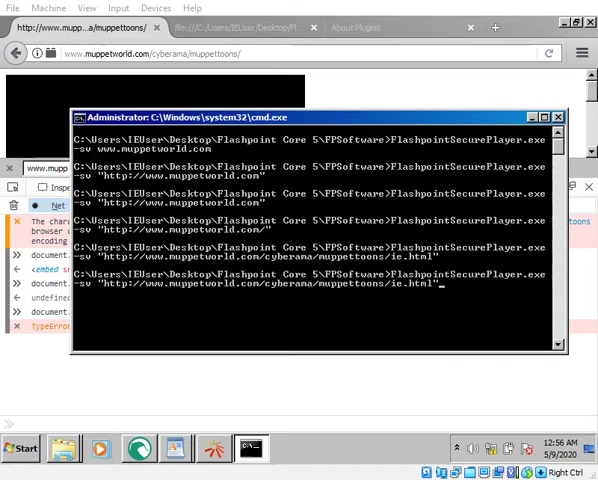 File Machine View Input Devices Help
http://www.mupp...a/muppettoons/ file:///C:/Users/IEUser/Desktop/Fl... About Plugins
www.muppetworld.com/cyberama/muppettoons/
Administrator: C:\Windows\system32\cmd.exe
C:\Users\IEUser\Desktop\Flashpoint Core 5\FPSoftware>FlashpointSecurePlayer.exe
-sv www.muppetworld.com
C:\Users\IEUser\Desktop\Flashpoint Core 5\FPSoftware>FlashpointSecurePlayer.exe
-sv "http://www.muppetworld.com"
C:\Users\IEUser\Desktop\Flashpoint Core 5\FPSoftware>FlashpointSecurePlayer.exe
-sv "http://www.muppetworld.com"
C:\Users\IEUser\Desktop\Flashpoint Core 5\FPSoftware>FlashpointSecurePlayer.exe
-sv "http://www.muppetworld.com/"
C:\Users\IEUser\Desktop\Flashpoint Core 5\FPSoftware>FlashpointSecurePlayer.exe
-sv "http://www.muppetworld.com/cyberama/muppettoons/ie.html"
C:\Users\IEUser\Desktop\Flashpoint Core 5\FPSoftware>FlashpointSecurePlayer.exe
-sv "http://www.muppetworld.com/cyberama/muppettoons/ie.html"_
www.mupp
Inspe
Net
The chara
toons
browser c
encoding
document.
<embed s
document.
undefined
document.
TypeErro
Start
C:\.
12:56 AM
5/9/2020
Right Ctrl